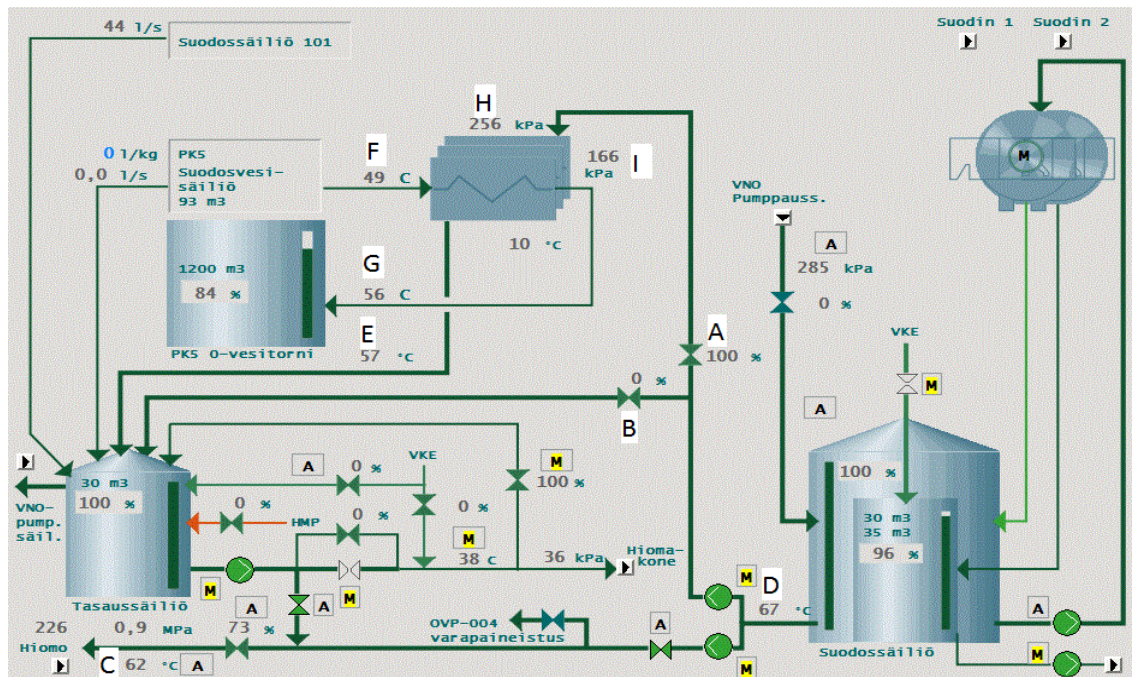 44 l/s
Suodossäiliö 101
Suodin 1
Suodin 2
H
256 kPa
0 l/kg
0,0 l/s
PK5
Suodosvesi-
säiliö
93 m3
F
49 C
166
kPa
I
M
VNO
Pumppauss.
10 °C
A
285 kPa
G
56 C
1200 m3
84 %
0 %
E
57 °C
PK5 O-vesitorni
A
100 %
VKE
M
0 %
B
A
30 m3
100 %
VNO-
pump.
säil.
A
0 %
VKE
M
100 %
0 %
HMP
0 %
0 %
M
38 C
36 kPa
Hioma-
kone
100 %
30 m3
35 m3
96 %
Tasaussäiliö
M
A
M
M
D
67 °C
A
226
0,9 MPa
73 %
A
OVP-004
varapaineistus
A
M
Suodossäiliö
M
Hiomo
C
62 °C
A